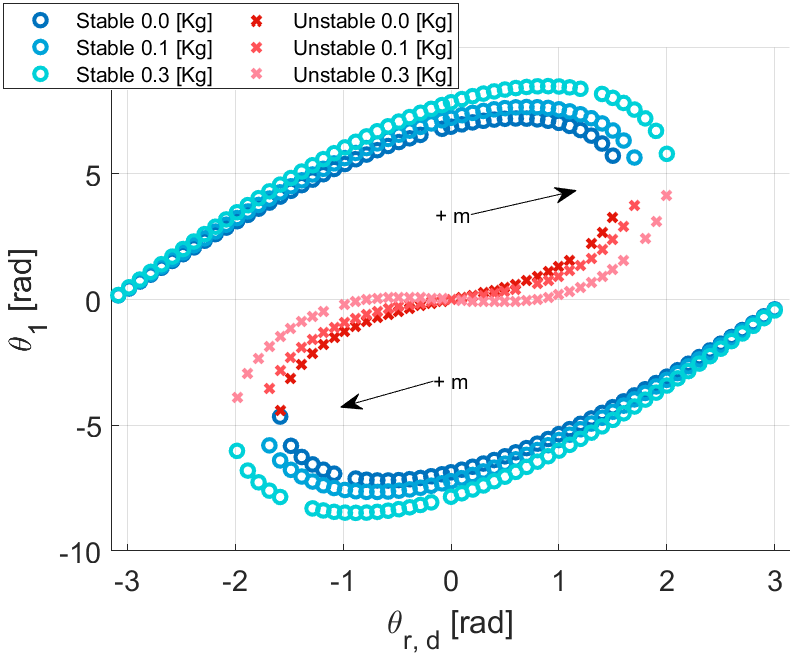 Stable 0.0 [Kg] Unstable 0.0 [Kg]
Stable 0.1 [Kg] Unstable 0.1 [Kg]
Stable 0.3 [Kg] Unstable 0.3 [Kg]
5
+ m
0
+ m
-5
-10
-3 -2 -1 0 1 2 3
θ1 [rad]
θr, d [rad]